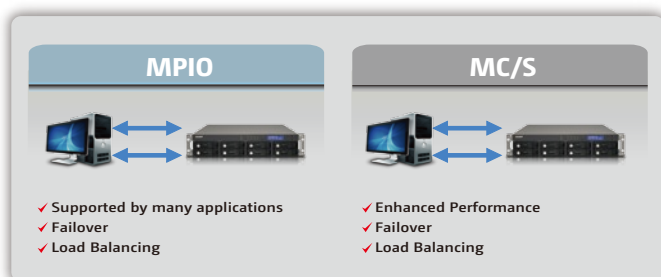 MPIO
Supported by many applications
Failover
Load Balancing
MC/S
Enhanced Performance
Failover
Load Balancing